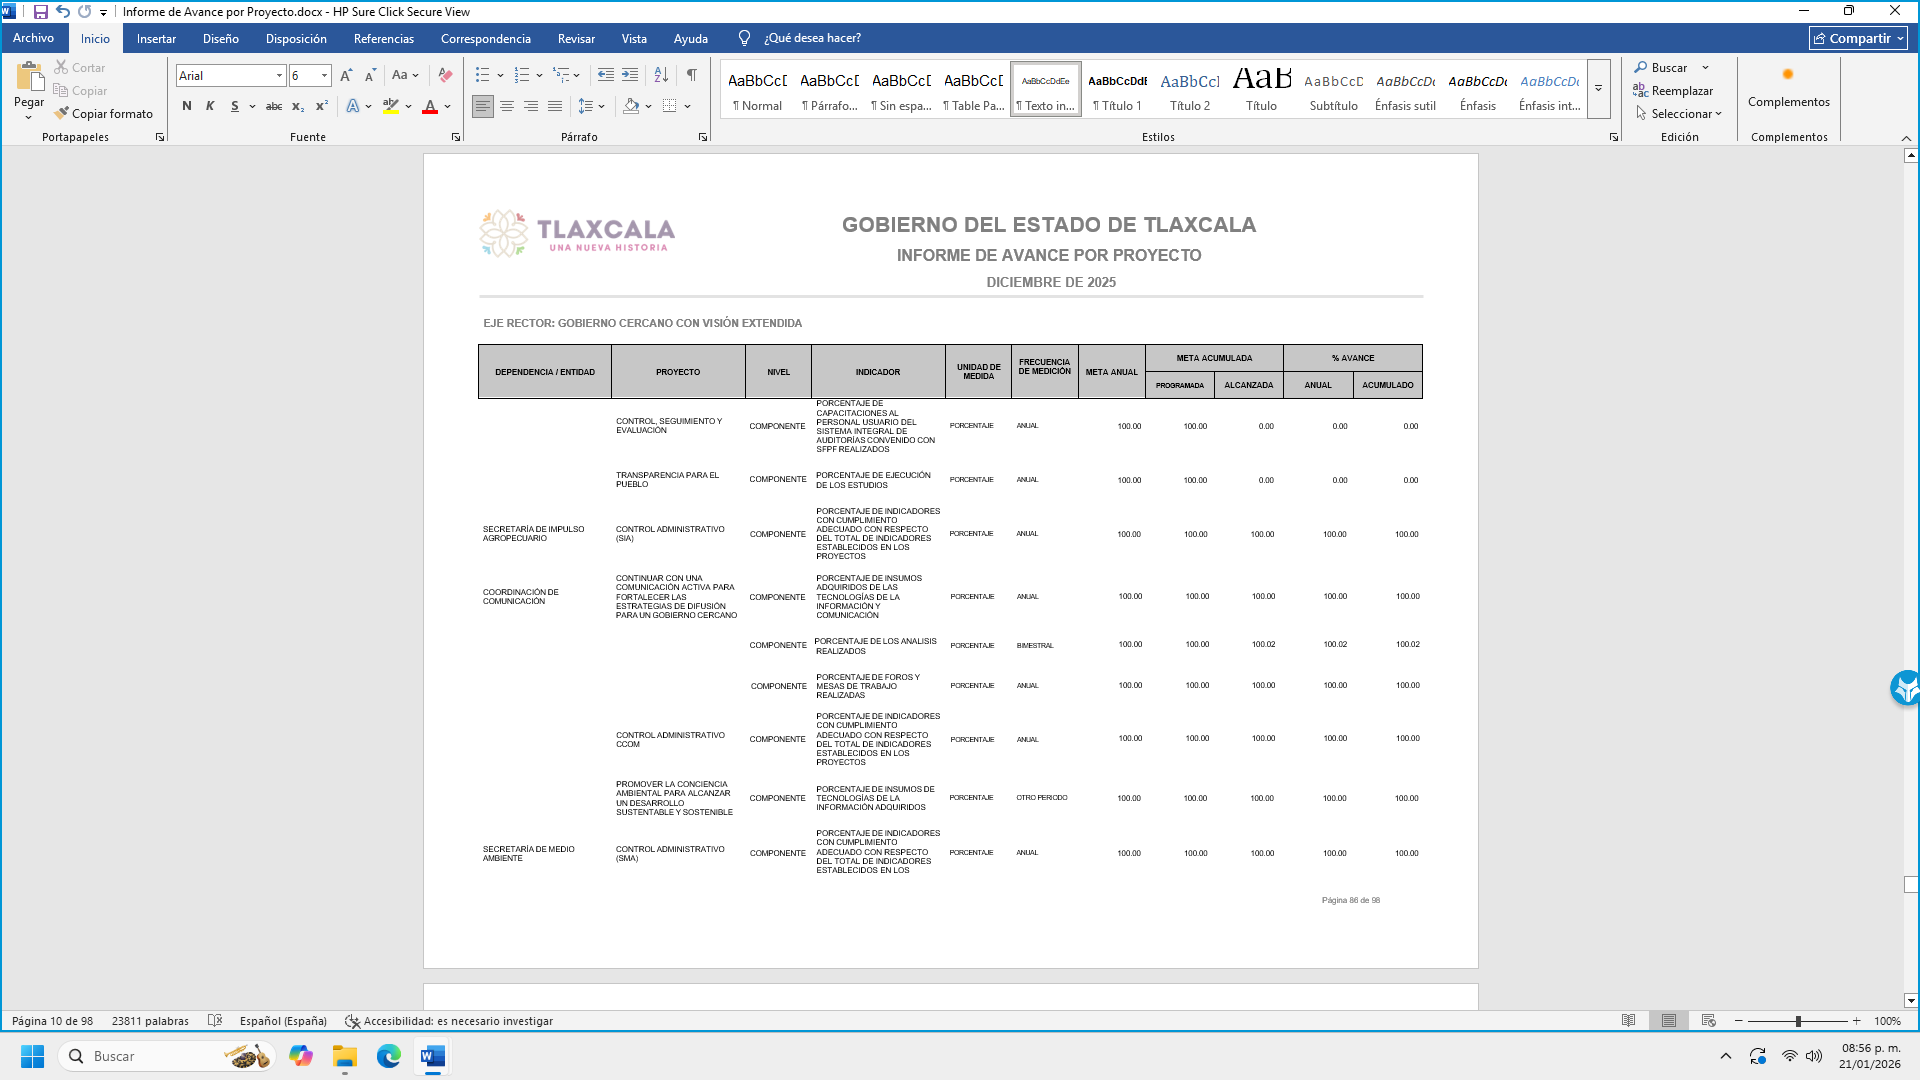 Informe de Avance por Proyecto.docx - HP Sure Click Secure View
Archivo Inicio Insertar Diseño Disposición Referencias Correspondencia Revisar Vista Ayuda ¿Qué desea hacer? Compartir
Pegar
Cortar
Copiar
Copiar formato
Portapapeles
Arial 6
N K S abc x₂ x²
Fuente
Párrafo
AaBbCcD AaBbCcD AaBbCcD AaBbCcD AaBbCcDdEe AaBbCcDdE AaBbCcI AaB AaBbCcD AaBbCcDd AaBbCcDd AaBbCcDd
¶ Normal ¶ Párrafo... ¶ Sin espa... ¶ Table Pa... ¶ Texto in... ¶ Título 1 Título 2 Título Subtítulo Énfasis sutil Énfasis Énfasis int...
Estilos
Buscar
Reemplazar
Seleccionar
Edición
Complementos
Complementos
TLAXCALA
UNA NUEVA HISTORIA
GOBIERNO DEL ESTADO DE TLAXCALA
INFORME DE AVANCE POR PROYECTO
DICIEMBRE DE 2025
EJE RECTOR: GOBIERNO CERCANO CON VISIÓN EXTENDIDA
DEPENDENCIA / ENTIDAD PROYECTO NIVEL INDICADOR UNIDAD DE MEDIDA FRECUENCIA DE MEDICIÓN META ANUAL META ACUMULADA % AVANCE
PROGRAMADA ALCANZADA ANUAL ACUMULADO
CONTROL, SEGUIMIENTO Y EVALUACIÓN COMPONENTE PORCENTAJE DE CAPACITACIONES AL PERSONAL USUARIO DEL SISTEMA INTEGRAL DE AUDITORÍAS CONVENIDO CON SFPF REALIZADOS PORCENTAJE ANUAL 100.00 100.00 0.00 0.00 0.00
TRANSPARENCIA PARA EL PUEBLO COMPONENTE PORCENTAJE DE EJECUCIÓN DE LOS ESTUDIOS PORCENTAJE ANUAL 100.00 100.00 0.00 0.00 0.00
SECRETARÍA DE IMPULSO AGROPECUARIO CONTROL ADMINISTRATIVO (SIA) COMPONENTE PORCENTAJE DE INDICADORES CON CUMPLIMIENTO ADECUADO CON RESPECTO DEL TOTAL DE INDICADORES ESTABLECIDOS EN LOS PROYECTOS PORCENTAJE ANUAL 100.00 100.00 100.00 100.00 100.00
COORDINACIÓN DE COMUNICACIÓN CONTINUAR CON UNA COMUNICACIÓN ACTIVA PARA FORTALECER LAS ESTRATEGIAS DE DIFUSIÓN PARA UN GOBIERNO CERCANO COMPONENTE PORCENTAJE DE INSUMOS ADQUIRIDOS DE LAS TECNOLOGÍAS DE LA INFORMACIÓN Y COMUNICACIÓN PORCENTAJE ANUAL 100.00 100.00 100.00 100.00 100.00
COMPONENTE PORCENTAJE DE LOS ANALISIS REALIZADOS PORCENTAJE BIMESTRAL 100.00 100.00 100.02 100.02 100.02
COMPONENTE PORCENTAJE DE FOROS Y MESAS DE TRABAJO REALIZADAS PORCENTAJE ANUAL 100.00 100.00 100.00 100.00 100.00
CONTROL ADMINISTRATIVO CCOM COMPONENTE PORCENTAJE DE INDICADORES CON CUMPLIMIENTO ADECUADO CON RESPECTO DEL TOTAL DE INDICADORES ESTABLECIDOS EN LOS PROYECTOS PORCENTAJE ANUAL 100.00 100.00 100.00 100.00 100.00
PROMOVER LA CONCIENCIA AMBIENTAL PARA ALCANZAR UN DESARROLLO SUSTENTABLE Y SOSTENIBLE COMPONENTE PORCENTAJE DE INSUMOS DE TECNOLOGÍAS DE LA INFORMACIÓN ADQUIRIDOS PORCENTAJE OTRO PERIODO 100.00 100.00 100.00 100.00 100.00
SECRETARÍA DE MEDIO AMBIENTE CONTROL ADMINISTRATIVO (SMA) COMPONENTE PORCENTAJE DE INDICADORES CON CUMPLIMIENTO ADECUADO CON RESPECTO DEL TOTAL DE INDICADORES ESTABLECIDOS EN LOS PORCENTAJE ANUAL 100.00 100.00 100.00 100.00 100.00
Página 86 de 98
Página 10 de 98 23811 palabras Español (España) Accesibilidad: es necesario investigar 100%
Buscar
08:56 p. m.
21/01/2026